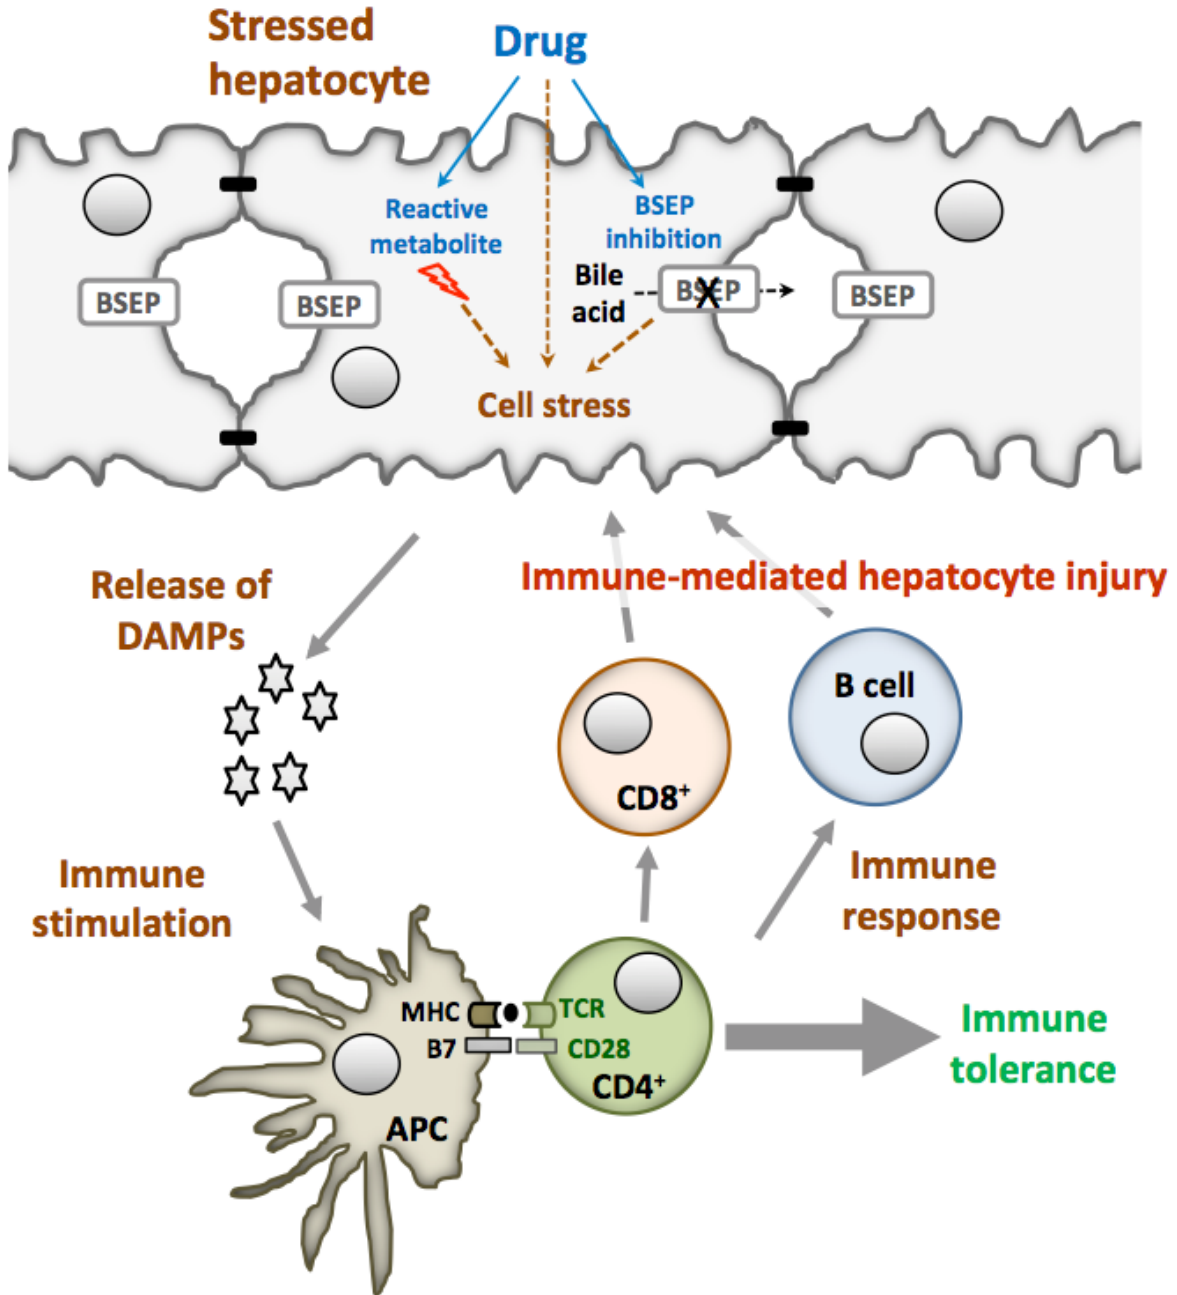 Stressed
hepatocyte
Drug
Reactive
metabolite
BSEP
inhibition
Bile
acid
BSEP
BSEP
BSEP
BSEP
Cell stress
Release of
DAMPs
Immune-mediated hepatocyte injury
B cell
CD8+
Immune
stimulation
Immune
response
MHC
TCR
B7
CD28
CD4+
APC
Immune
tolerance